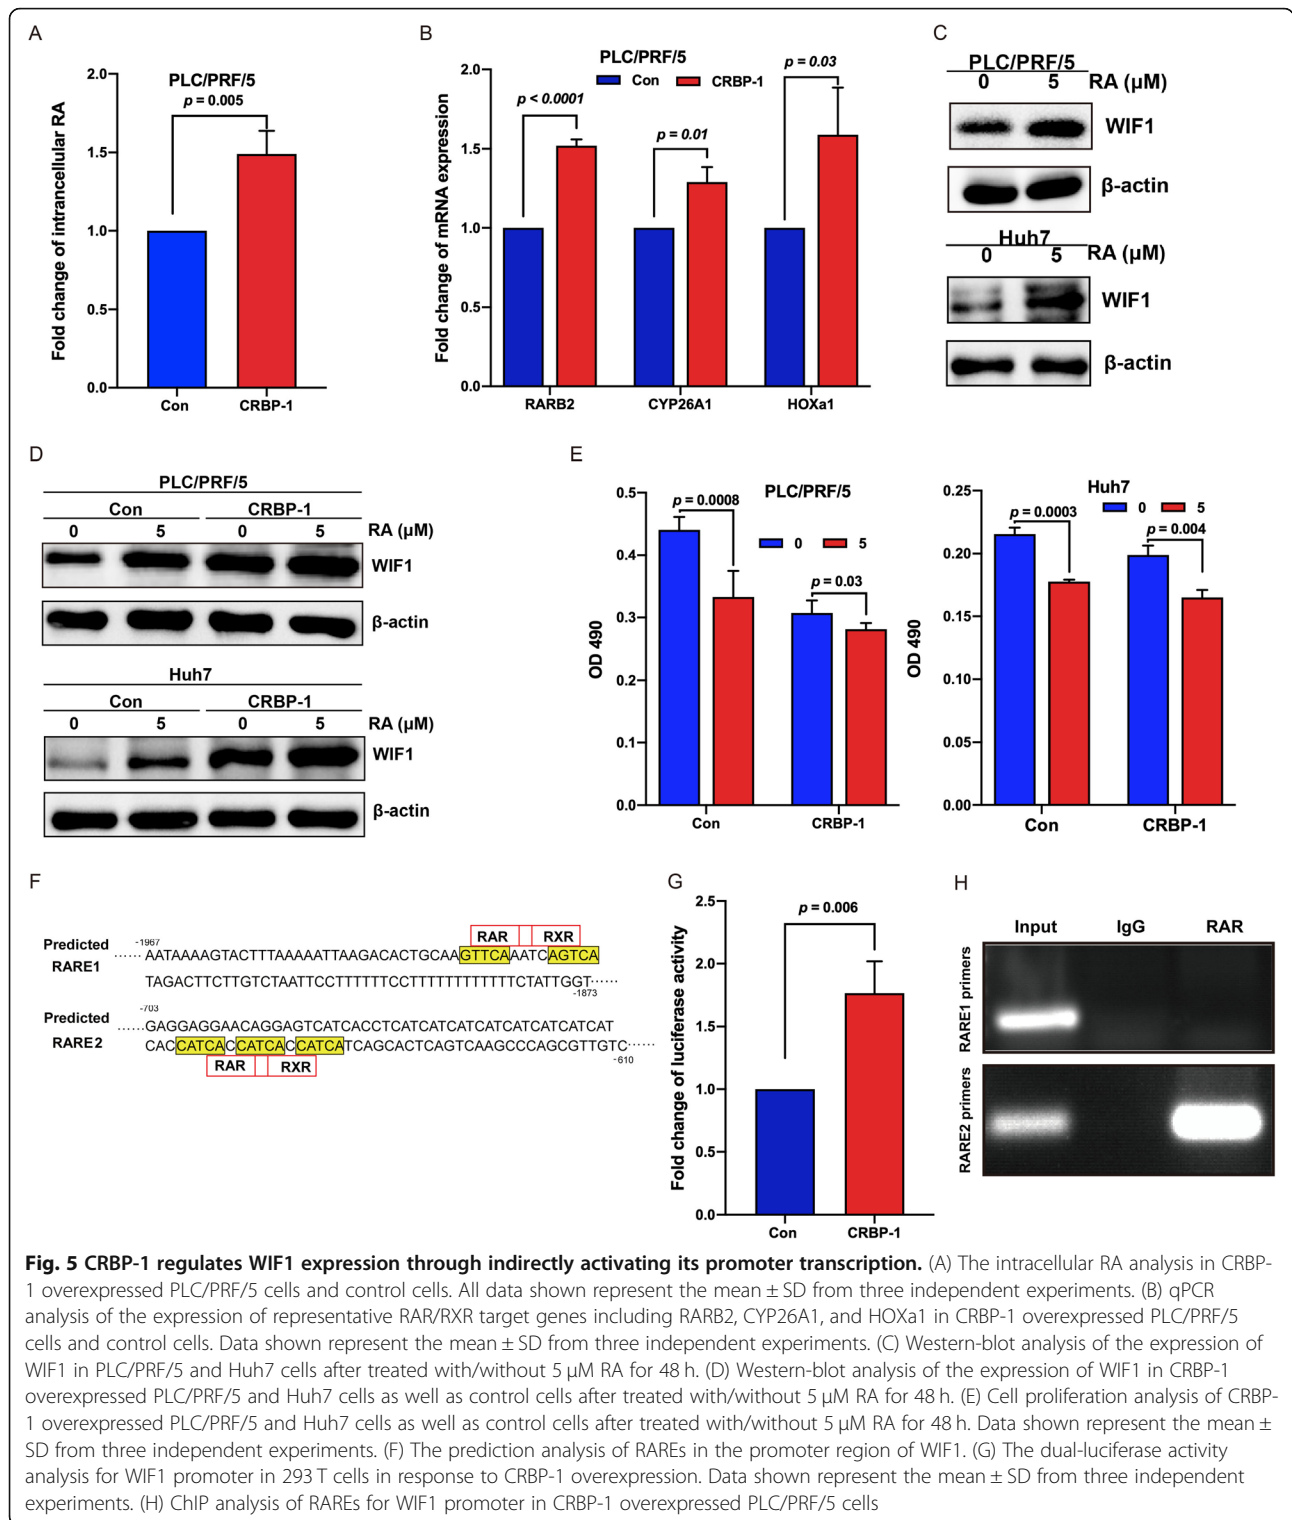 A
PLC/PRF/5
p = 0.005
2.0
1.5
1.0
0.5
0.0
Fold change of intrancellular RA
Con
CRBP-1
B
PLC/PRF/5
Con
CRBP-1
p < 0.0001
p = 0.01
p = 0.03
2.0
1.5
1.0
0.5
0.0
Fold change of mRNA expression
RARB2
CYP26A1
HOXa1
C
PLC/PRF/5
0 5 RA (μM)
WIF1
β-actin
Huh7
0 5 RA (μM)
WIF1
β-actin
D
PLC/PRF/5
Con CRBP-1
0 5 0 5 RA (μM)
WIF1
β-actin
Huh7
Con CRBP-1
0 5 0 5 RA (μM)
WIF1
β-actin
E
PLC/PRF/5
0 5
p = 0.0008
p = 0.03
0.5
0.4
0.3
0.2
0.1
0.0
OD 490
Con
CRBP-1
Huh7
0 5
p = 0.0003
p = 0.004
0.25
0.20
0.15
0.10
0.05
0.00
OD 490
Con
CRBP-1
F
RAR RXR
Predicted
RARE1
-1967
......AATAAAAGTACTTTAAAAATTAAGACACTGCAAGTTCAAATCAGTCA
TAGACTTCTTGTCTAATTCCTTTTTTCCTTTTTTTTTTTTCTATTGGT......
-1873
Predicted
RARE2
-703
......GAGGAGGAACAGGAGTCATCACCTCATCATCATCATCATCATCATCAT
CACCATCACCATCACCATCATCAGCACTCAGTCAAGCCCAGCGTTGTC......
-610
RAR RXR
G
p = 0.006
2.5
2.0
1.5
1.0
0.5
0.0
Fold change of luciferase activity
Con
CRBP-1
H
Input IgG RAR
RARE1 primers
RARE2 primers
Fig. 5 CRBP-1 regulates WIF1 expression through indirectly activating its promoter transcription. (A) The intracellular RA analysis in CRBP-
1 overexpressed PLC/PRF/5 cells and control cells. All data shown represent the mean ± SD from three independent experiments. (B) qPCR
analysis of the expression of representative RAR/RXR target genes including RARB2, CYP26A1, and HOXa1 in CRBP-1 overexpressed PLC/PRF/5
cells and control cells. Data shown represent the mean ± SD from three independent experiments. (C) Western-blot analysis of the expression of
WIF1 in PLC/PRF/5 and Huh7 cells after treated with/without 5 μM RA for 48 h. (D) Western-blot analysis of the expression of WIF1 in CRBP-1
overexpressed PLC/PRF/5 and Huh7 cells as well as control cells after treated with/without 5 μM RA for 48 h. (E) Cell proliferation analysis of CRBP-
1 overexpressed PLC/PRF/5 and Huh7 cells as well as control cells after treated with/without 5 μM RA for 48 h. Data shown represent the mean ±
SD from three independent experiments. (F) The prediction analysis of RAREs in the promoter region of WIF1. (G) The dual-luciferase activity
analysis for WIF1 promoter in 293 T cells in response to CRBP-1 overexpression. Data shown represent the mean ± SD from three independent
experiments. (H) ChIP analysis of RAREs for WIF1 promoter in CRBP-1 overexpressed PLC/PRF/5 cells